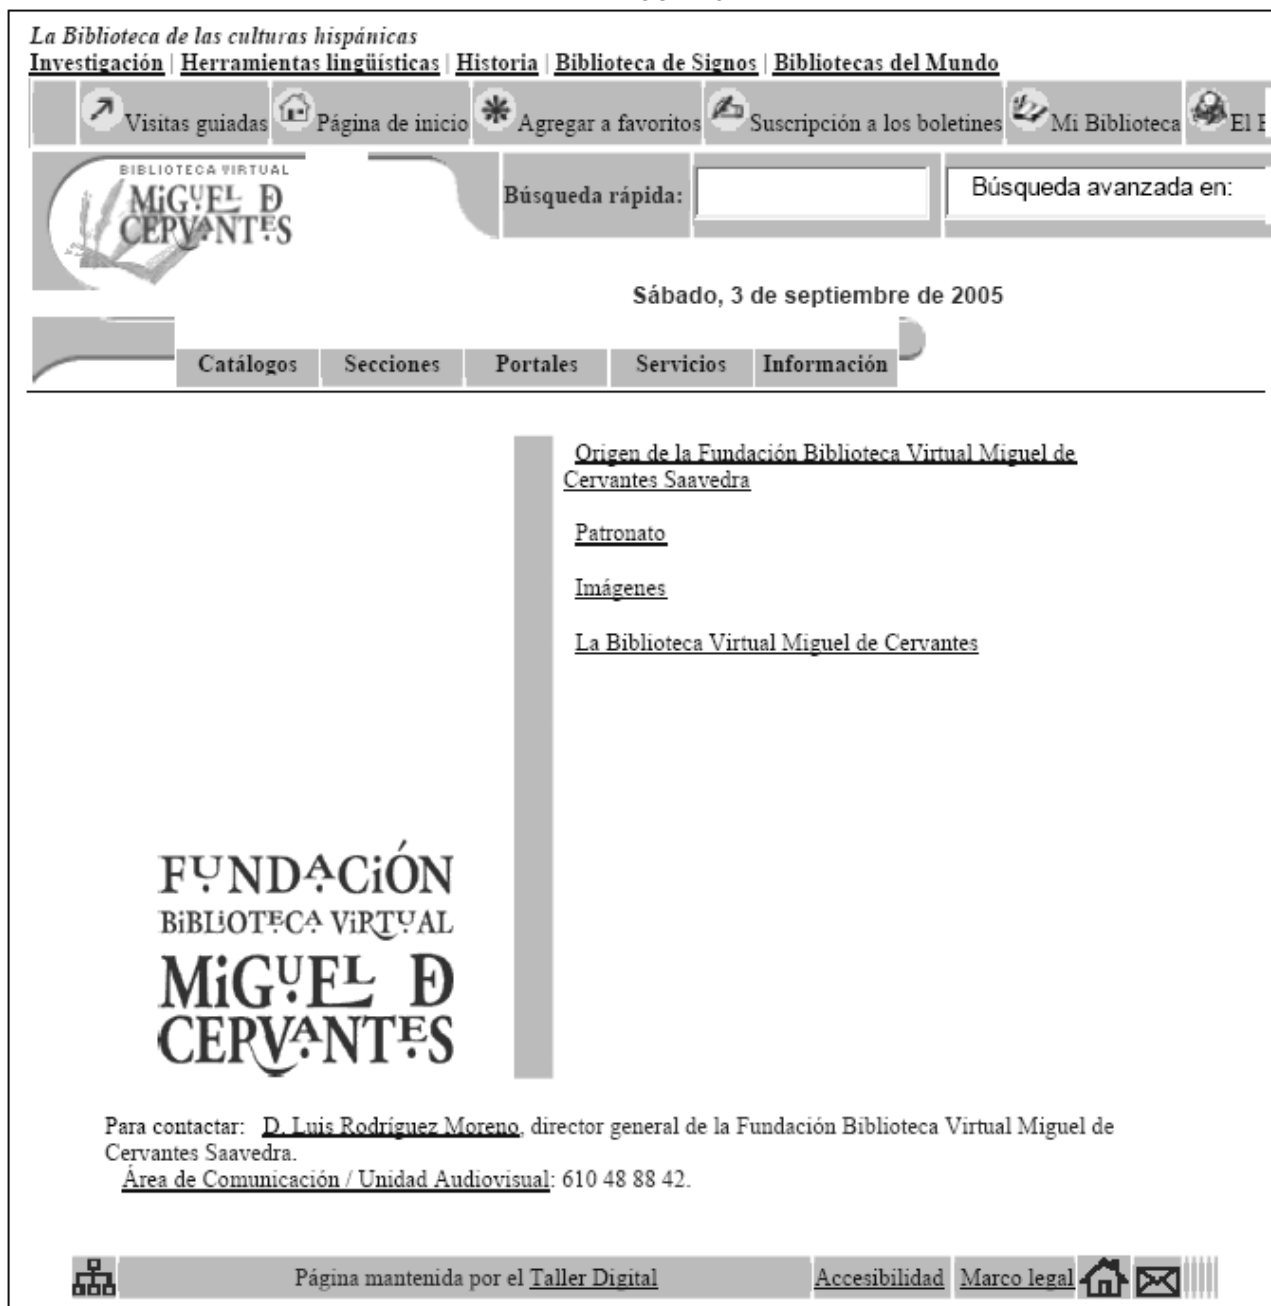 La Biblioteca de las culturas hispánicas
Investigación | Herramientas lingüísticas | Historia | Biblioteca de Signos | Bibliotecas del Mundo
Visitas guiadas Página de inicio Agregar a favoritos Suscripción a los boletines Mi Biblioteca El
BIBLIOTECA VIRTUAL
MiGUEL D
CERVANTES
Búsqueda rápida: Búsqueda avanzada en:
Sábado, 3 de septiembre de 2005
Catálogos Secciones Portales Servicios Información
Origen de la Fundación Biblioteca Virtual Miguel de
Cervantes Saavedra
Patronato
Imágenes
La Biblioteca Virtual Miguel de Cervantes
FUNDACiÓN
BiBLiOTECA ViRTUAL
MiGUEL D
CERVANTES
Para contactar: D. Luis Rodríguez Moreno, director general de la Fundación Biblioteca Virtual Miguel de
Cervantes Saavedra.
Área de Comunicación / Unidad Audiovisual: 610 48 88 42.
Página mantenida por el Taller Digital Accesibilidad Marco legal